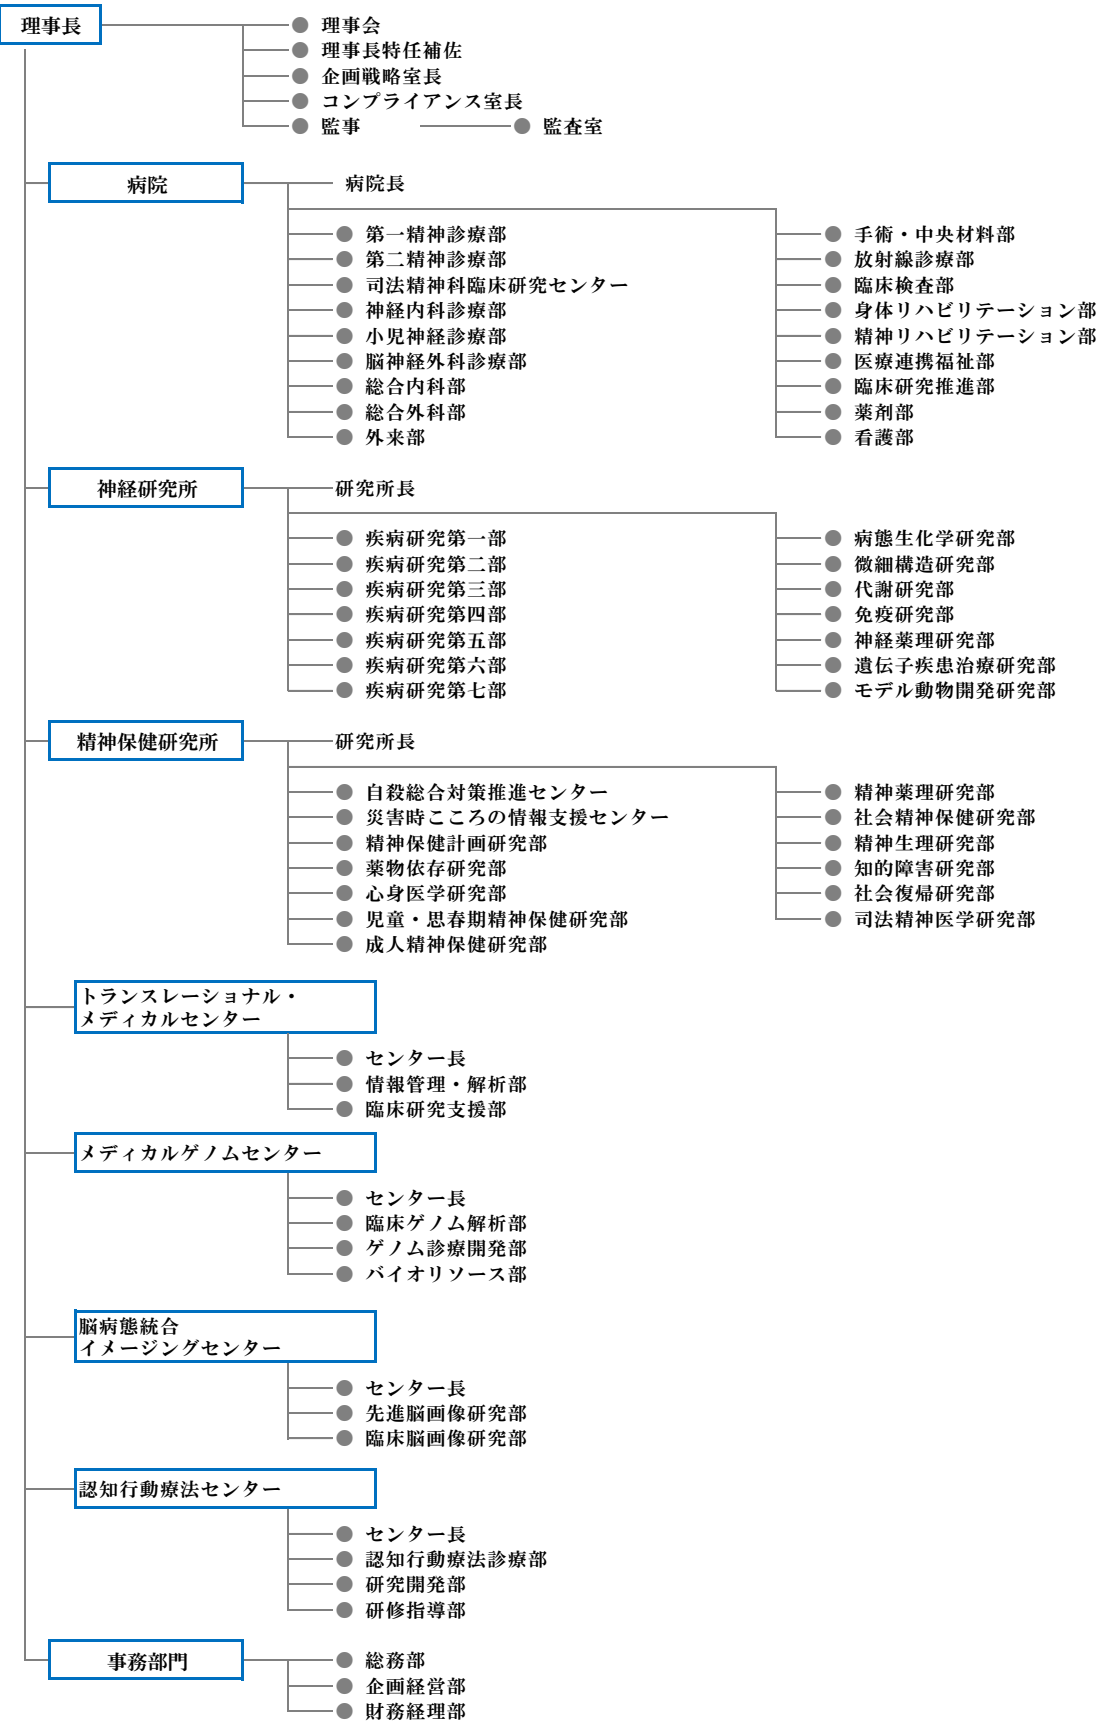 理事長
● 理事会
● 理事長特任補佐
● 企画戦略室長
● コンプライアンス室長
● 監事
● 監査室
病院
病院長
● 第一精神診療部
● 第二精神診療部
● 司法精神科臨床研究センター
● 神経内科診療部
● 小児神経診療部
● 脳神経外科診療部
● 総合内科部
● 総合外科部
● 外来部
● 手術・中央材料部
● 放射線診療部
● 臨床検査部
● 身体リハビリテーション部
● 精神リハビリテーション部
● 医療連携福祉部
● 臨床研究推進部
● 薬剤部
● 看護部
神経研究所
研究所長
● 疾病研究第一部
● 疾病研究第二部
● 疾病研究第三部
● 疾病研究第四部
● 疾病研究第五部
● 疾病研究第六部
● 疾病研究第七部
● 病態生化学研究部
● 微細構造研究部
● 代謝研究部
● 免疫研究部
● 神経薬理研究部
● 遺伝子疾患治療研究部
● モデル動物開発研究部
精神保健研究所
研究所長
● 自殺総合対策推進センター
● 災害時こころの情報支援センター
● 精神保健計画研究部
● 薬物依存研究部
● 心身医学研究部
● 児童・思春期精神保健研究部
● 成人精神保健研究部
● 精神薬理研究部
● 社会精神保健研究部
● 精神生理研究部
● 知的障害研究部
● 社会復帰研究部
● 司法精神医学研究部
トランスレーショナル・
メディカルセンター
● センター長
● 情報管理・解析部
● 臨床研究支援部
メディカルゲノムセンター
● センター長
● 臨床ゲノム解析部
● ゲノム診療開発部
● バイオリソース部
脳病態統合
イメージングセンター
● センター長
● 先進脳画像研究部
● 臨床脳画像研究部
認知行動療法センター
● センター長
● 認知行動療法診療部
● 研究開発部
● 研修指導部
事務部門
● 総務部
● 企画経営部
● 財務経理部